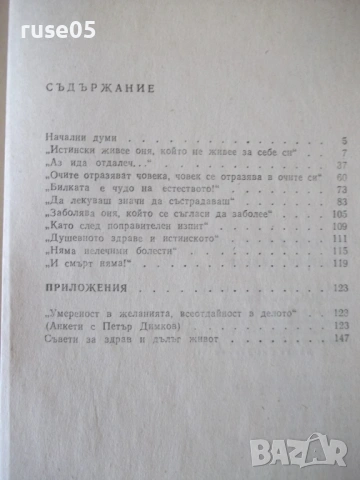 ruse05
СЪДЪРЖАНИЕ
Начални думи . . . . . . . . . . 5
„Истински живее оня, който не живее за себе си“ . 7
„Аз ида отдалеч...“ . . . . . . . . 37
„Очите отразяват човека, човек се отразява в очите си“ 60
„Билката е чудо на естеството!“ . . . . . 73
„Да лекуваш значи да състрадаваш“ . . . . 83
„Заболява оня, който се съгласи да заболее“ . . 105
„Като след поправителен изпит“ . . . . . 109
„Душевното здраве е истинското“ . . . . . 111
„Няма нелечими болести“ . . . . . . . 115
„И смърт няма!“ . . . . . . . . . 119
ПРИЛОЖЕНИЯ . . . . . . . . . . 123
„Умереност в желанията, всеотдайност в делото“ . . 122
(Анкети с Петър Димков) . . . . . . . 123
Съвети за здрав и дълъг живот . . . . . 147
BAZAR.bg